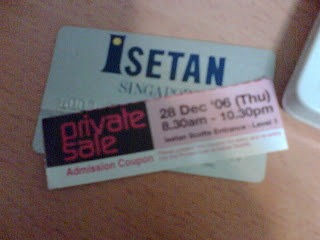 ISETAN
SINGAPORE
private
sale
Admission Coupon
28 Dec '06 (Thu)
8.30am - 10.30pm
Isetan Scotts Entrance - Level 1